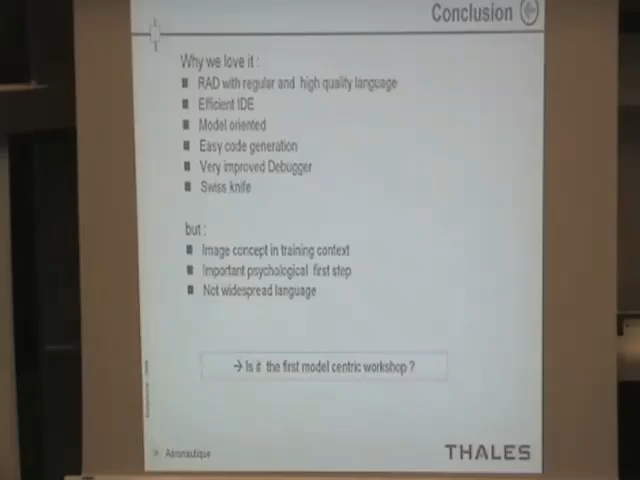 Conclusion
Why we love it :
RAD with regular and high quality language
Efficient IDE
Model oriented
Easy code generation
Very improved Debugger
Swiss knife
but :
Image concept in training context
Important psychological first step
Not widespread language
→ Is it the first model centric workshop ?
Aéronautique
THALES